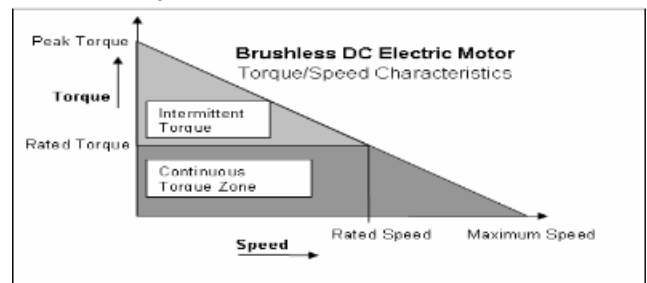 Peak Torque
Brushless DC Electric Motor
Torque/Speed Characteristics
Torque
Intermittent
Torque
Rated Torque
Continuous
Torque Zone
Rated Speed
Maximum Speed
Speed